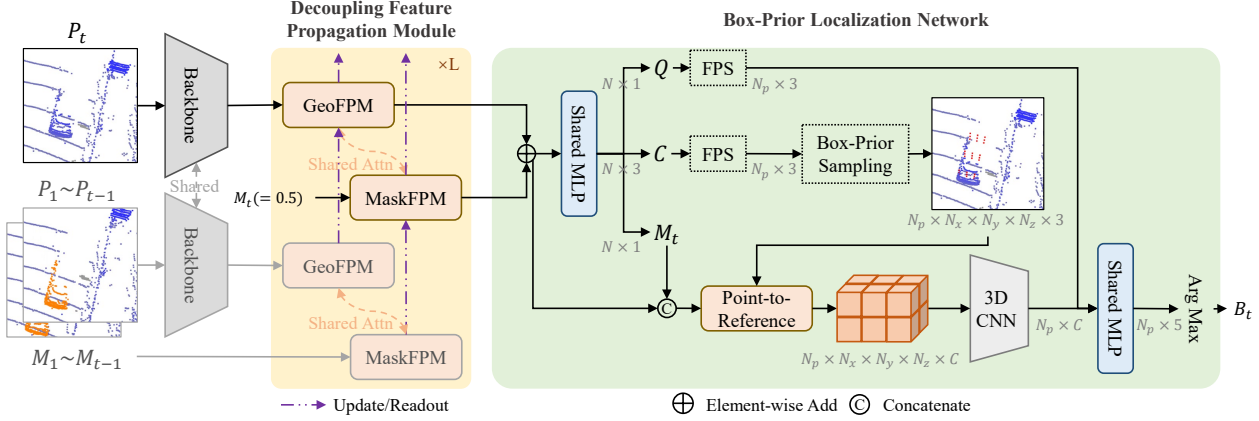 Decoupling Feature
Propagation Module
Box-Prior Localization Network
P_t
Backbone
×L
GeoFPM
Shared Attn
Shared
P_1~P_{t-1}
M_t(= 0.5)
MaskFPM
Backbone
GeoFPM
Shared Attn
M_1~M_{t-1}
MaskFPM
Shared MLP
Q
N × 1
FPS
N_p × 3
C
N × 3
FPS
N_p × 3
Box-Prior
Sampling
N_p × N_x × N_y × N_z × 3
M_t
N × 1
C
Point-to-
Reference
N_p × N_x × N_y × N_z × C
3D
CNN
N_p × C
Shared MLP
N_p × 5
Arg Max
B_t
Update/Readout
Element-wise Add
C
Concatenate